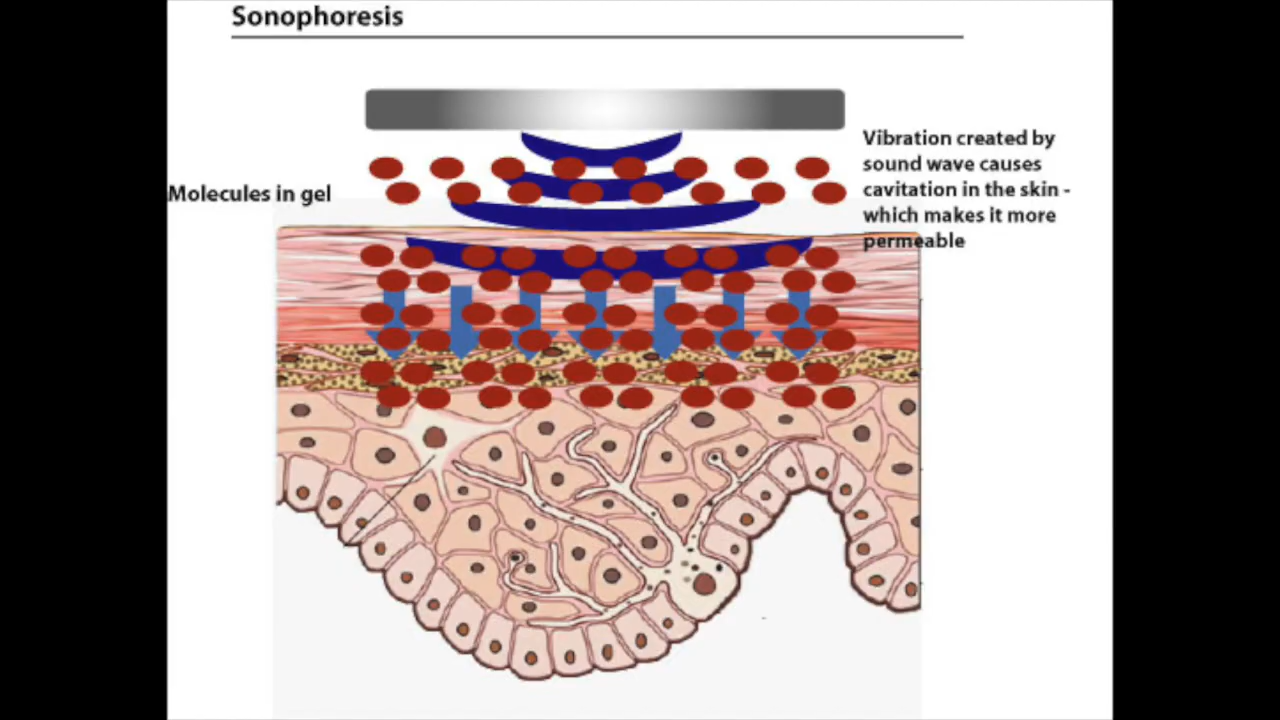 Sonophoresis
Molecules in gel
Vibration created by
sound wave causes
cavitation in the skin -
which makes it more
permeable